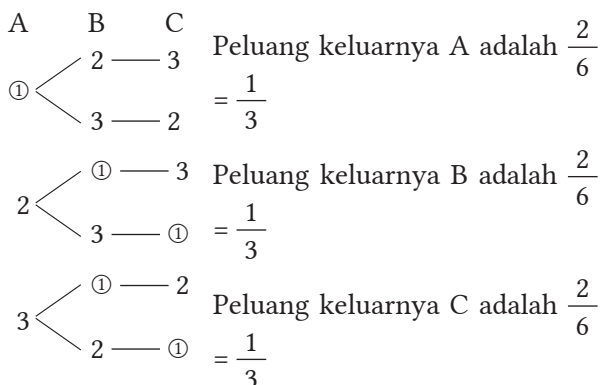 A B C
2 3 Peluang keluarnya A adalah 2/6
①
3 2 = 1/3
① 3 Peluang keluarnya B adalah 2/6
2
3 ① = 1/3
① 2 Peluang keluarnya C adalah 2/6
3
2 ① = 1/3